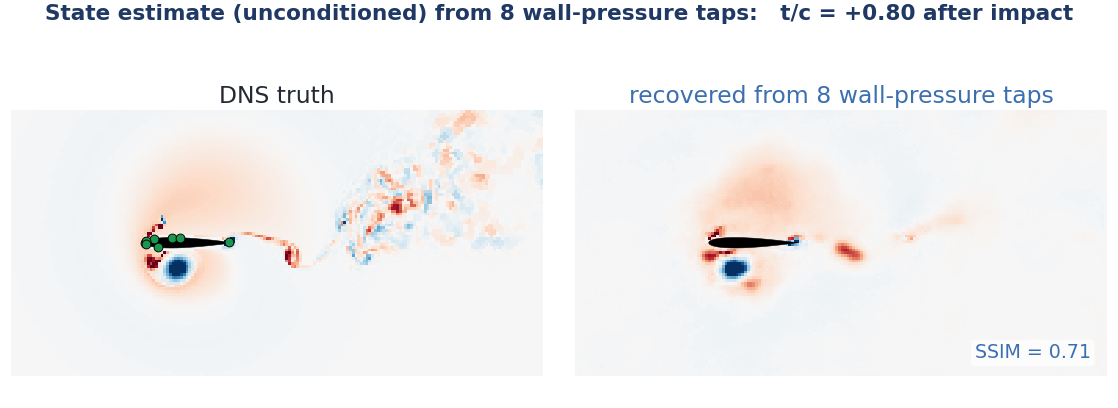 State estimate (unconditioned) from 8 wall-pressure taps:   t/c = +0.80 after impact
DNS truth
recovered from 8 wall-pressure taps
SSIM = 0.71